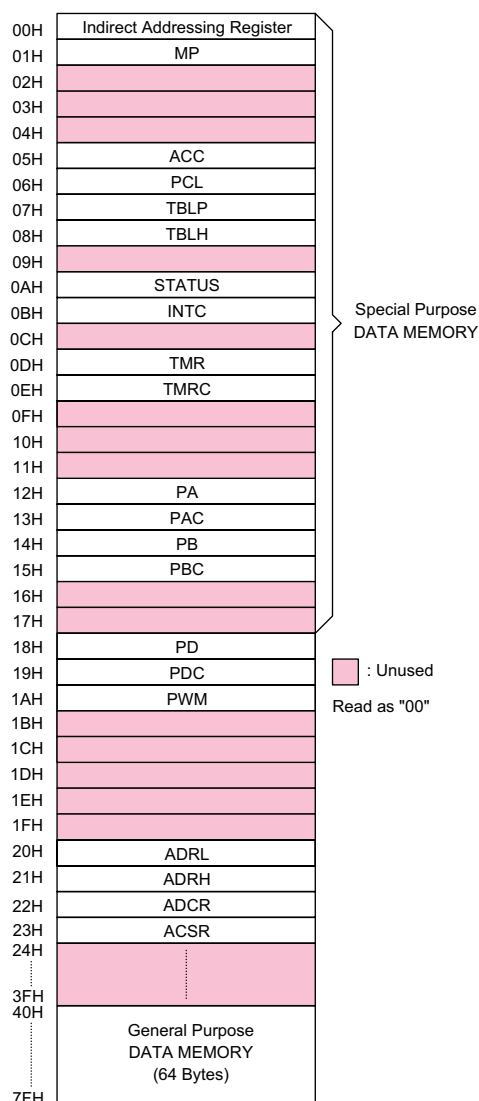 00H Indirect Addressing Register
01H MP
02H
03H
04H
05H ACC
06H PCL
07H TBLP
08H TBLH
09H
0AH STATUS
0BH INTC
0CH
0DH TMR
0EH TMRC
0FH
10H
11H
12H PA
13H PAC
14H PB
15H PBC
16H
17H
Special Purpose
DATA MEMORY
18H PD
19H PDC
1AH PWM
1BH
1CH
1DH
1EH
1FH
: Unused
Read as "00"
20H ADRL
21H ADRH
22H ADCR
23H ACSR
24H
3FH
40H
General Purpose
DATA MEMORY
(64 Bytes)
7FH